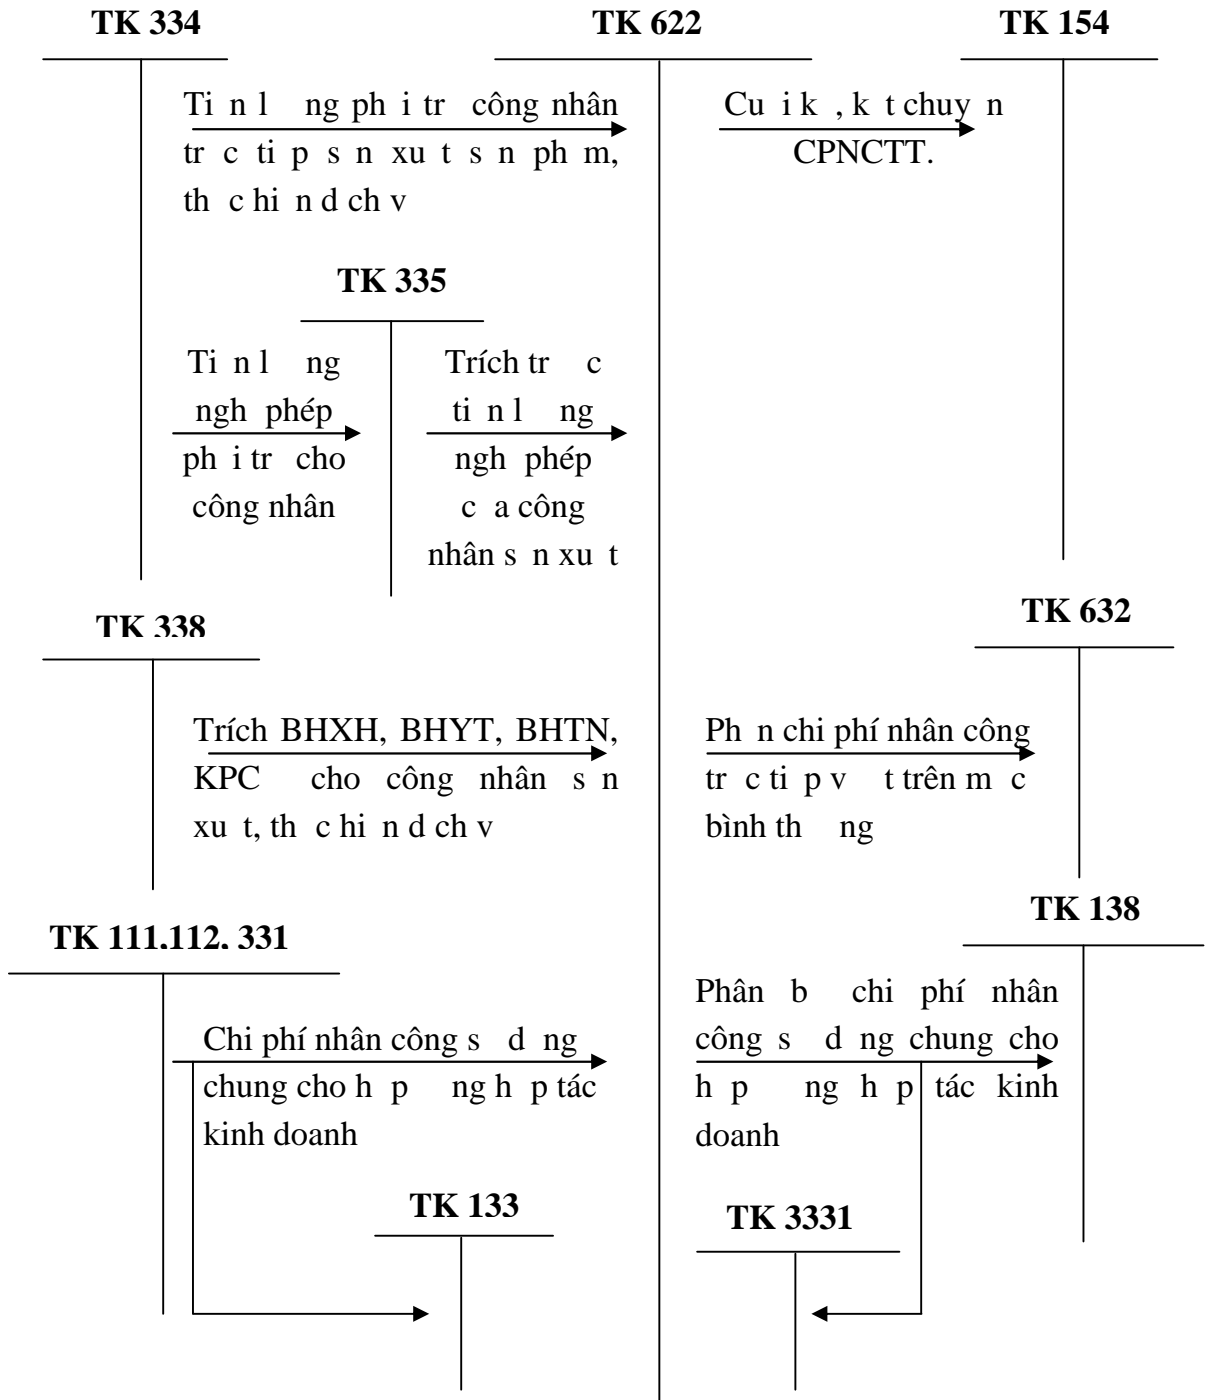 TK 334
TK 622
TK 154
Ti n l ng ph i tr công nhân
tr c ti p s n xu t s n ph m,
th c hi n d ch v
Cu i k , k t chuy n
CPNCTT.
TK 335
Ti n l ng
ngh phép
ph i tr cho
công nhân
Trích tr c
ti n l ng
ngh phép
c a công
nhân s n xu t
TK 338
TK 632
Trích BHXH, BHYT, BHTN,
KPC cho công nhân s n
xu t, th c hi n d ch v
Ph n chi phí nhân công
tr c ti p v t trên m c
bình th ng
TK 111,112, 331
TK 138
Chi phí nhân công s d ng
chung cho h p ng h p tác
kinh doanh
Phân b chi phí nhân
công s d ng chung cho
h p ng h p tác kinh
doanh
TK 133
TK 3331